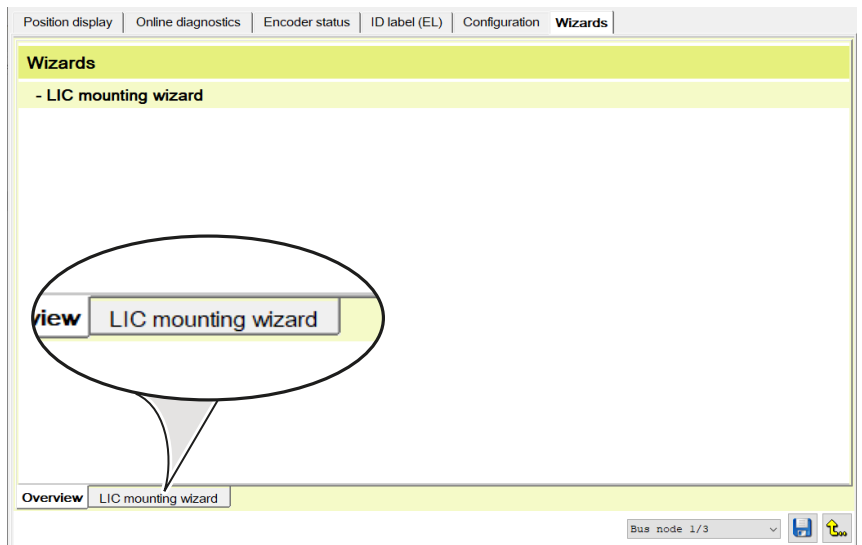 Position display Online diagnostics Encoder status ID label (EL) Configuration Wizards
Wizards
- LIC mounting wizard
view LIC mounting wizard
Overview LIC mounting wizard
Bus node 1/3